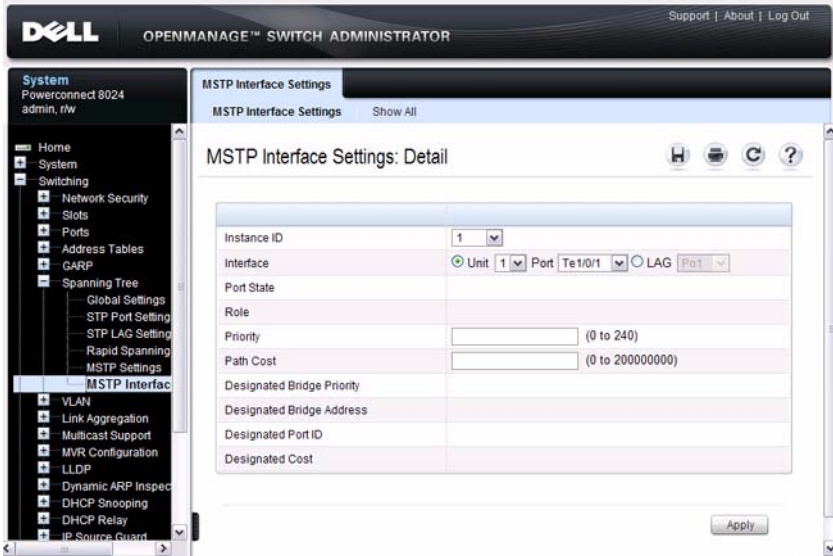 Support | About | Log Out
DELL OPENMANAGE™ SWITCH ADMINISTRATOR
System
Powerconnect 8024
admin, r/w
Home
System
Switching
Network Security
Slots
Ports
Address Tables
GARP
Spanning Tree
Global Settings
STP Port Setting
STP LAG Setting
Rapid Spanning
MSTP Settings
MSTP Interfac
VLAN
Link Aggregation
Multicast Support
MVR Configuration
LLDP
Dynamic ARP Inspec
DHCP Snooping
DHCP Relay
IP Source Guard
MSTP Interface Settings
MSTP Interface Settings Show All
MSTP Interface Settings: Detail
Instance ID 1
Interface Unit 1 Port Te1/0/1 LAG Po1
Port State
Role
Priority (0 to 240)
Path Cost (0 to 200000000)
Designated Bridge Priority
Designated Bridge Address
Designated Port ID
Designated Cost
Apply